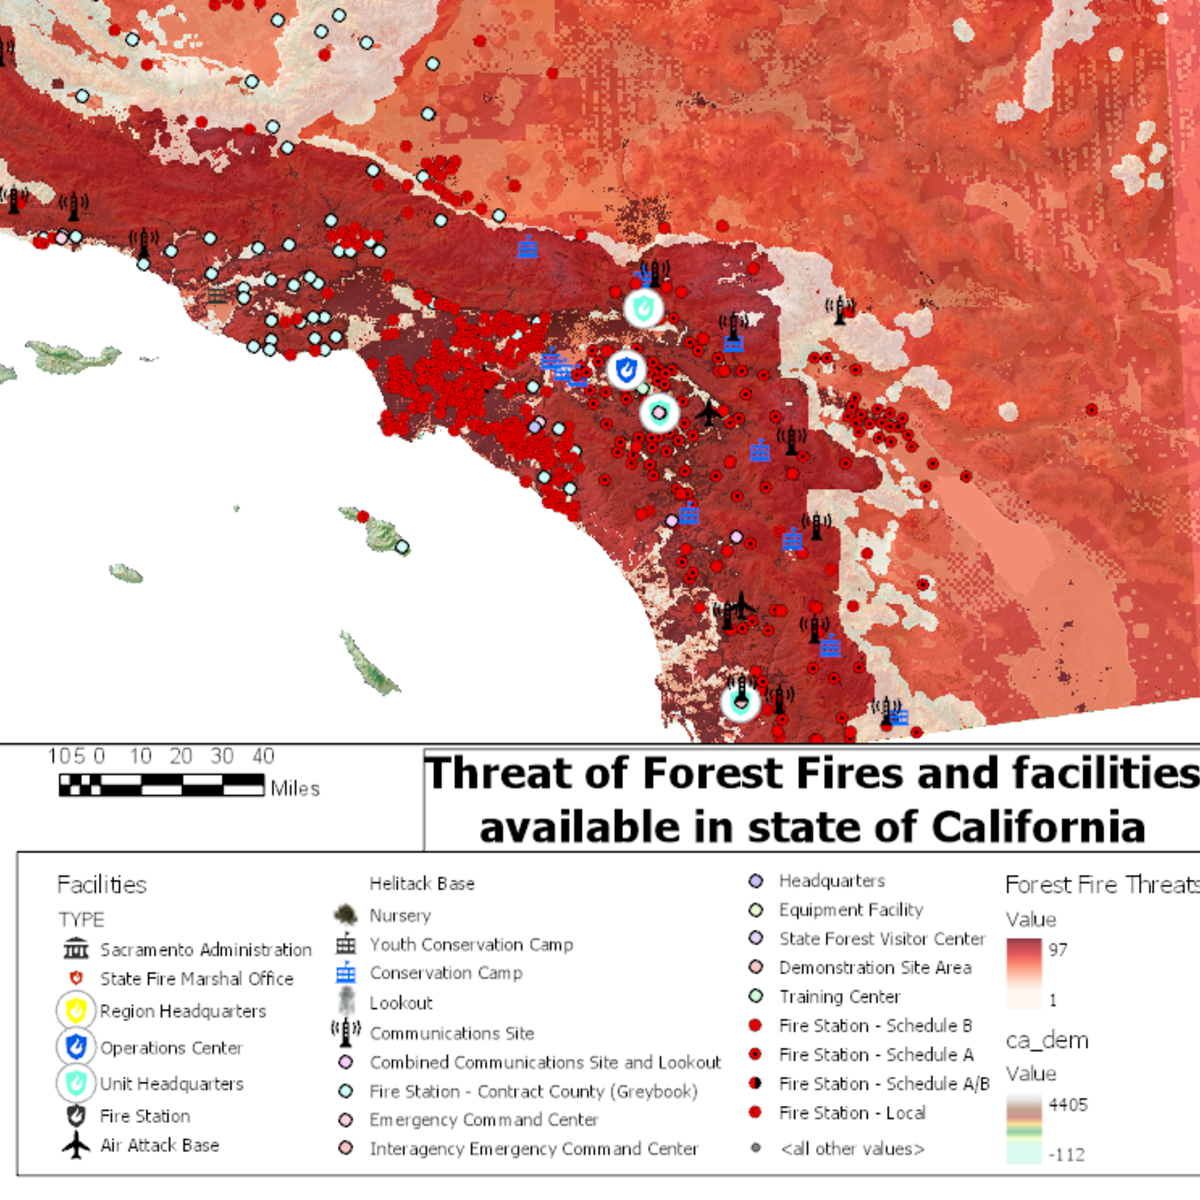 105 0 10 20 30 40
Miles
Threat of Forest Fires and facilities
available in state of California
Facilities
TYPE
Sacramento Administration
State Fire Marshal Office
Region Headquarters
Operations Center
Unit Headquarters
Fire Station
Air Attack Base
Helitack Base
Nursery
Youth Conservation Camp
Conservation Camp
Lookout
Communications Site
Combined Communications Site and Lookout
Fire Station - Contract County (Greybook)
Emergency Command Center
Interagency Emergency Command Center
Headquarters
Equipment Facility
State Forest Visitor Center
Demonstration Site Area
Training Center
Fire Station - Schedule B
Fire Station - Schedule A
Fire Station - Schedule A/B
Fire Station - Local
<all other values>
Forest Fire Threats
Value
97
1
ca_dem
Value
4405
-112